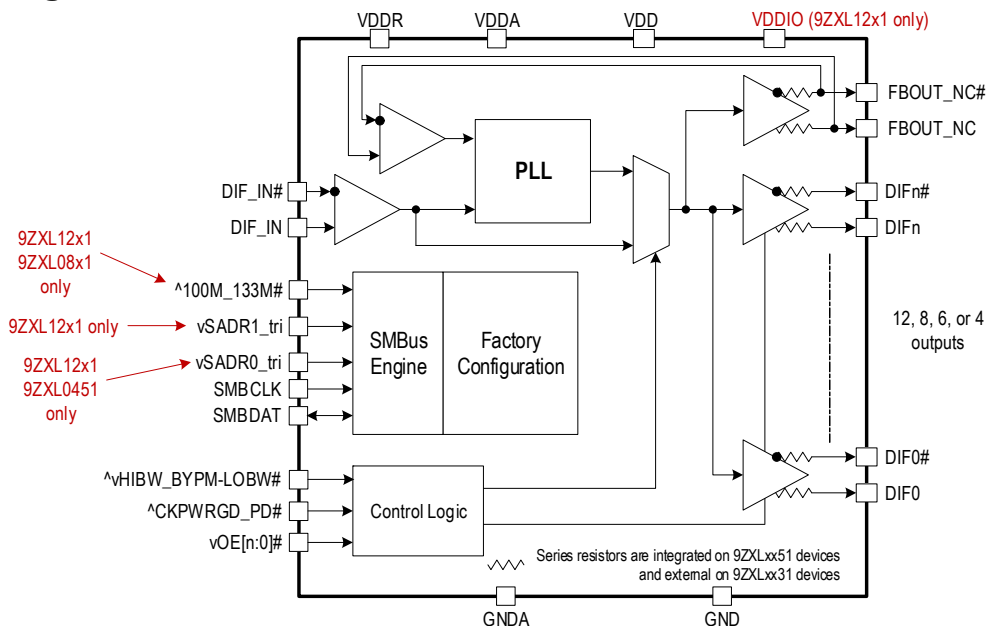 VDDR
VDDA
VDD
VDDIO (9ZXL12x1 only)
FBOUT_NC#
FBOUT_NC
PLL
DIF_IN#
DIF_IN
DIFn#
DIFn
9ZXL12x1
9ZXL08x1
only
^100M_133M#
9ZXL12x1 only
vSADR1_tri
9ZXL12x1
9ZXL0451
only
vSADR0_tri
SMBCLK
SMBDAT
SMBus
Engine
Factory
Configuration
12, 8, 6, or 4
outputs
DIF0#
DIF0
^vHIBW_BYPM-LOBW#
^CKPWRGD_PD#
vOE[n:0]#
Control Logic
Series resistors are integrated on 9ZXLxx51 devices
and external on 9ZXLxx31 devices
GNDA
GND